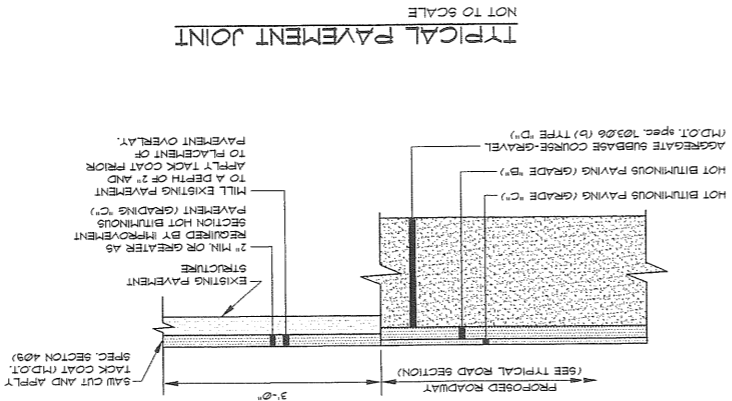 PROPOSED ROADWAY
(SEE TYPICAL ROAD SECTION)
3'-0"
SAW CUT AND APPLY
TACK COAT (M.D.O.T.
SPEC. SECTON 409)
EXISTING PAVEMENT
STRUCTURE
2" MIN. OR GREATER AS
REQUIRED BY IMPROVEMENT
SECTION HOT BITUMINOUS
PAVEMENT (GRADING "C")
MILL EXISTING PAVEMENT
TO A DEPTH OF 2" AND
APPLY TACK COAT PRIOR
TO PLACEMENT OF
PAVEMENT OVERLAY.
HOT BITUMINOUS PAVING (GRADE "C")
HOT BITUMINOUS PAVING (GRADE "B")
AGGREGATE SUBBASE COURSE-GRAVEL
(M.D.O.T. spec. 703.06 (b) TYPE "D")
TYPICAL PAVEMENT JOINT
NOT TO SCALE